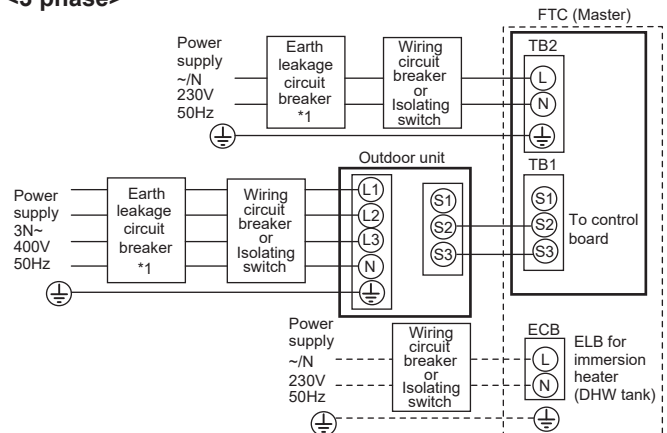 <3 phase>
FTC (Master)
Power
supply
~/N
230V
50Hz
Earth
leakage
circuit
breaker
*1
Wiring
circuit
breaker
or
Isolating
switch
TB2
L
N
Outdoor unit
TB1
Power
supply
3N~
400V
50Hz
Earth
leakage
circuit
breaker
*1
Wiring
circuit
breaker
or
Isolating
switch
L1
L2
L3
N
S1
S2
S3
S1
S2
S3
To control
board
Power
supply
~/N
230V
50Hz
Wiring
circuit
breaker
or
Isolating
switch
ECB
L
N
ELB for
immersion
heater
(DHW tank)